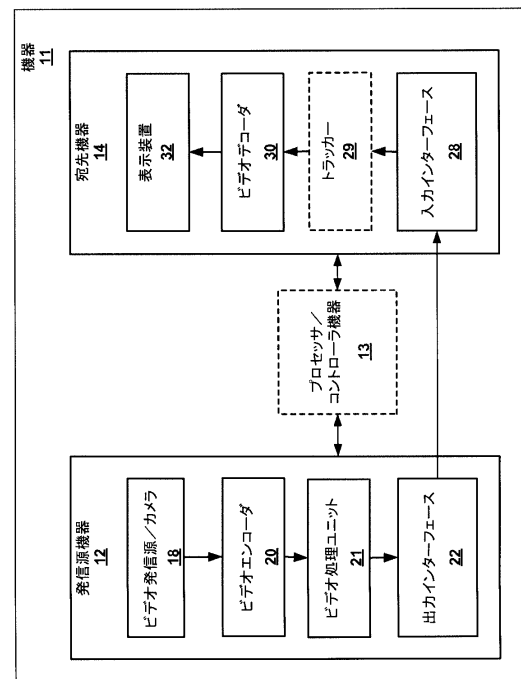 機器
11
発信源機器
12
ビデオ発信源／カメラ
18
ビデオエンコーダ
20
ビデオ処理ユニット
21
出力インターフェース
22
プロセッサ／
コントローラ機器
13
宛先機器
14
表示装置
32
ビデオデコーダ
30
トラッカー
29
入力インターフェース
28